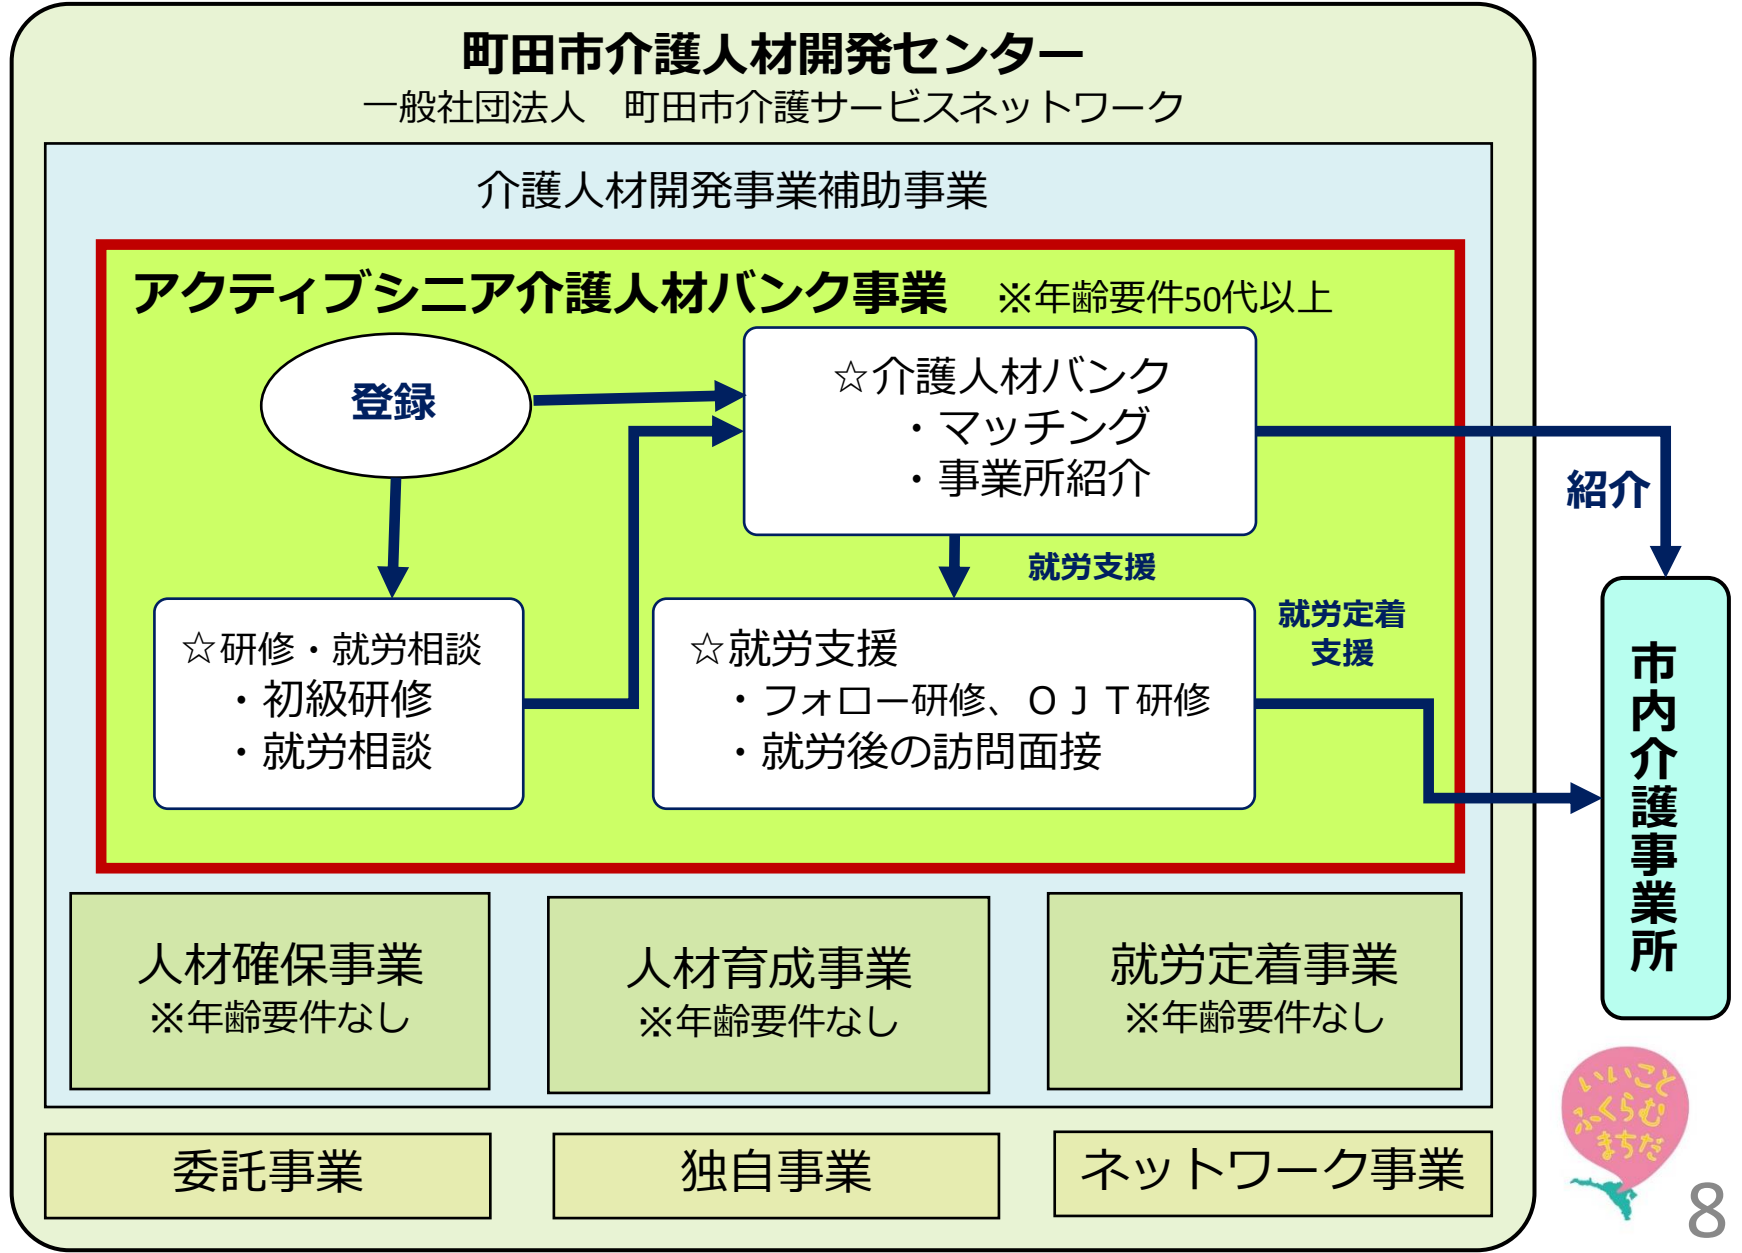 町田市介護人材開発センター
一般社団法人　町田市介護サービスネットワーク
介護人材開発事業補助事業
アクティブシニア介護人材バンク事業　※年齢要件50代以上
登録
☆介護人材バンク
・マッチング
・事業所紹介
紹介
就労支援
☆研修・就労相談
・初級研修
・就労相談
☆就労支援
・フォロー研修、ＯＪＴ研修
・就労後の訪問面接
就労定着
支援
市内介護事業所
人材確保事業
※年齢要件なし
人材育成事業
※年齢要件なし
就労定着事業
※年齢要件なし
委託事業
独自事業
ネットワーク事業
いいこと
ふくらむ
まちだ
8